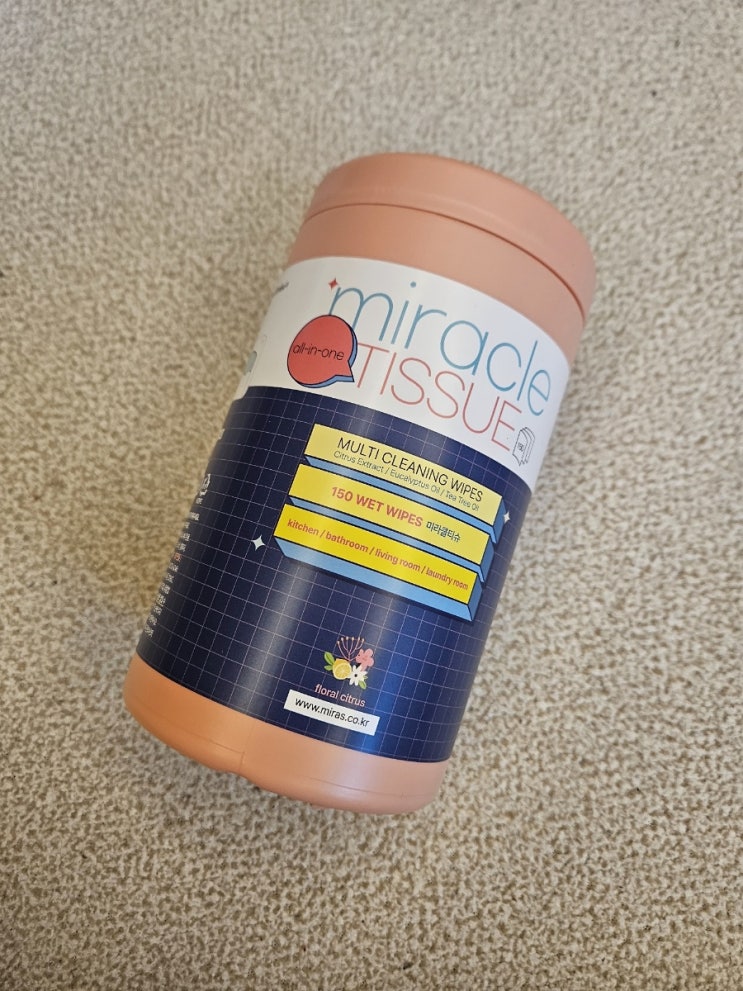 miracle
all-in-one
TISSUE
150
MULTI CLEANING WIPES
Citrus Extract / Eucalyptus Oil / Tea Tree Oil
150 WET WIPES 미라클티슈
kitchen / bathroom / living room / laundry room
floral citrus
www.miras.co.kr